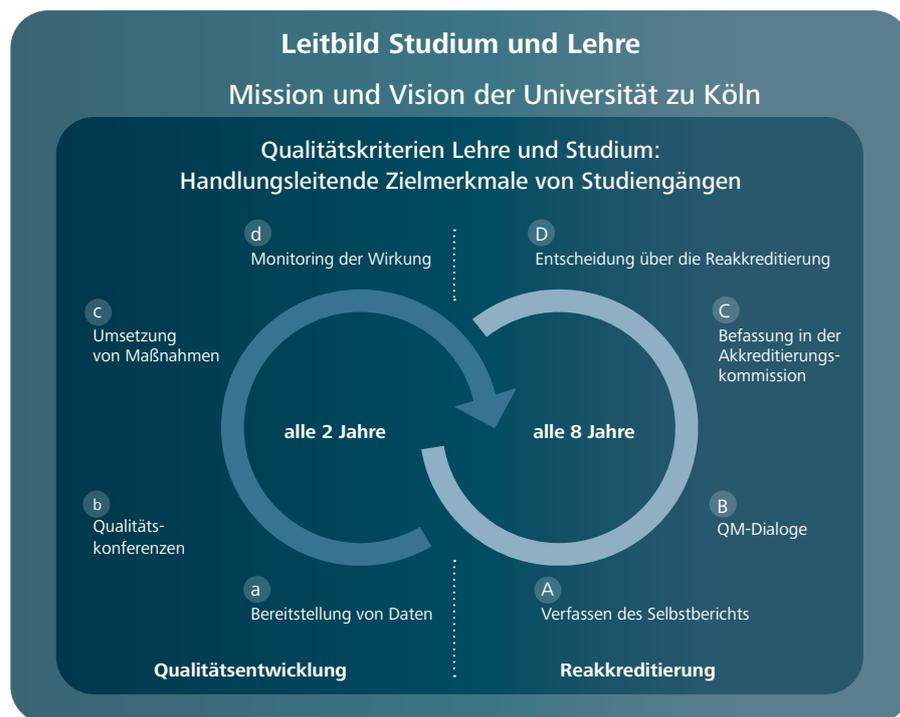 Leitbild Studium und Lehre
Mission und Vision der Universität zu Köln
Qualitätskriterien Lehre und Studium:
Handlungsleitende Zielmerkmale von Studiengängen
d
Monitoring der Wirkung
D
Entscheidung über die Reakkreditierung
c
Umsetzung
von Maßnahmen
C
Befassung in der
Akkreditierungs-
kommission
alle 2 Jahre
alle 8 Jahre
b
Qualitäts-
konferenzen
B
QM-Dialoge
a
Bereitstellung von Daten
A
Verfassen des Selbstberichts
Qualitätsentwicklung
Reakkreditierung